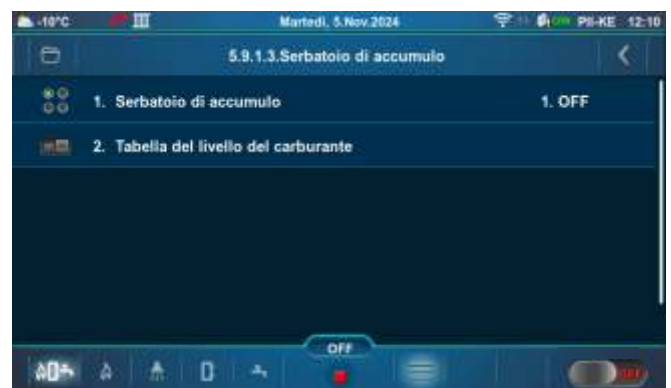 -10°C Martedì, 5.Nov.2024 PII-KE 12:10
5.9.1.3.Serbatoio di accumulo
1. Serbatoio di accumulo 1. OFF
2. Tabella del livello del carburante
OFF
OFF